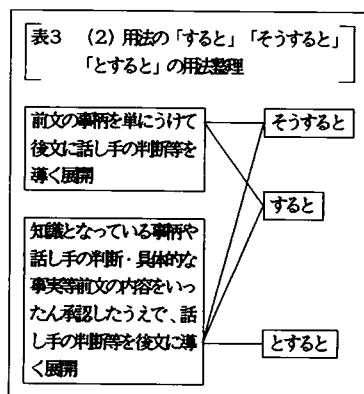 表3 (2) 用法の「すると」「そうすると」
「とすると」の用法整理
前文の事柄を単にうけて
後文に話し手の判断等を
導く展開
知識となっている事柄や
話し手の判断・具体的な
事実等前文の内容をいっ
たん承認したうえで、話
し手の判断等を後文に導
く展開
そうすると
すると
とすると